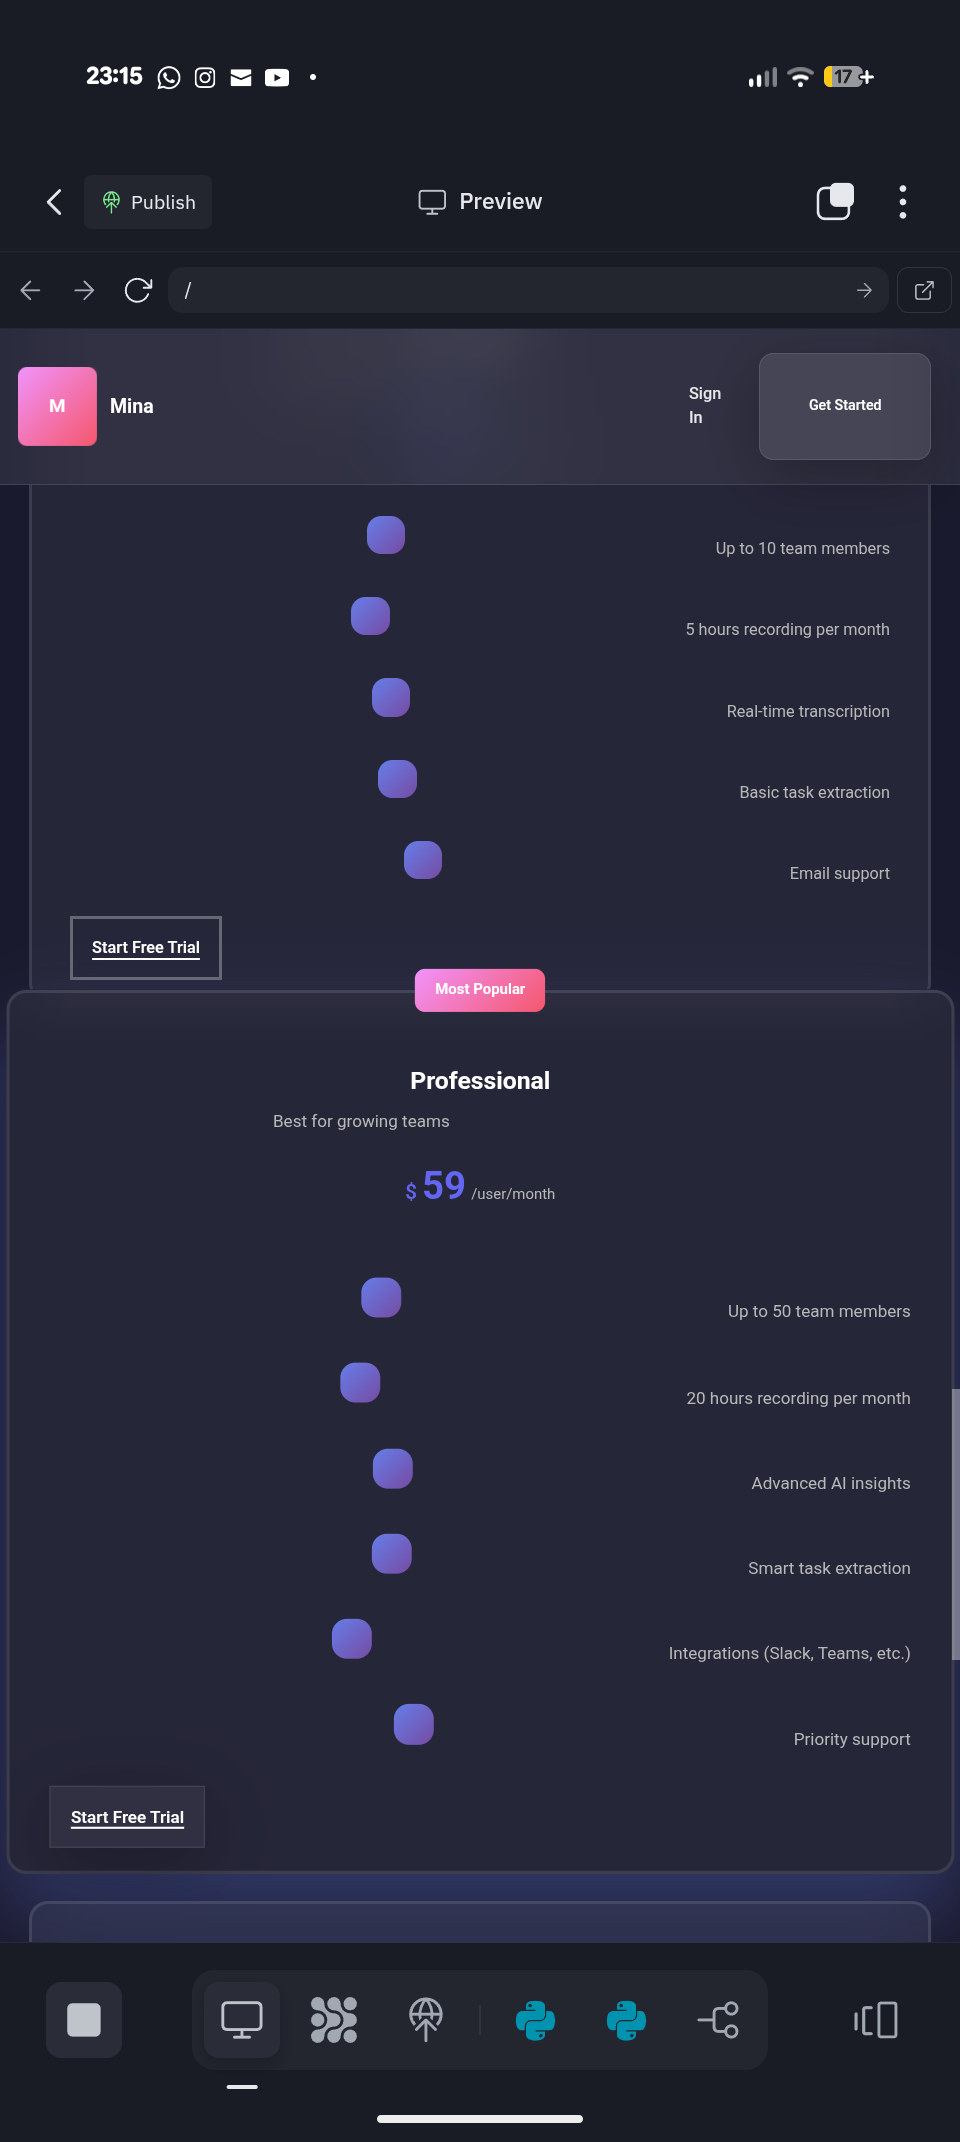 23:15
17+
Publish
Preview
/
M
Mina
Sign
In
Get Started
Up to 10 team members
5 hours recording per month
Real-time transcription
Basic task extraction
Email support
Start Free Trial
Most Popular
Professional
Best for growing teams
$ 59 /user/month
Up to 50 team members
20 hours recording per month
Advanced AI insights
Smart task extraction
Integrations (Slack, Teams, etc.)
Priority support
Start Free Trial